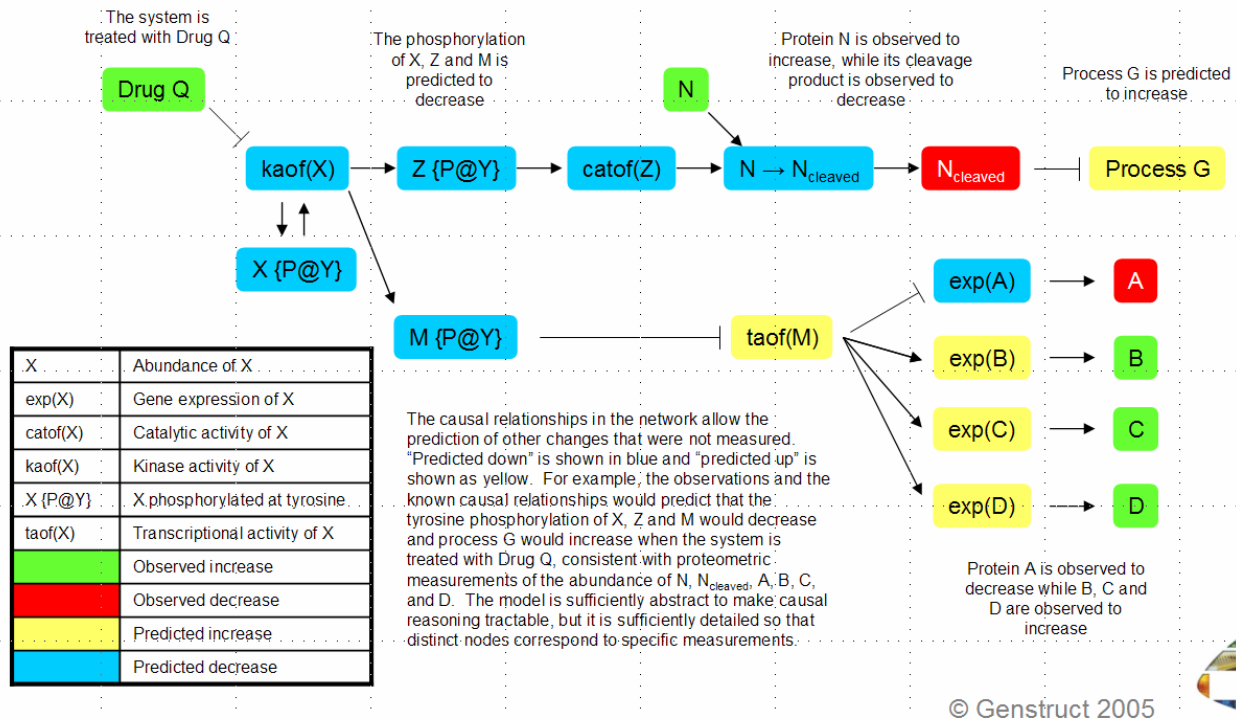 The system is
treated with Drug Q
The phosphorylation
of X, Z and M is
predicted to
decrease
Protein N is observed to
increase, while its cleavage
product is observed to
decrease
Process G is predicted
to increase
Drug Q
N
kaof(X)
Z {P@Y}
catof(Z)
N → Ncleaved
Ncleaved
Process G
X {P@Y}
M {P@Y}
taof(M)
exp(A)
A
exp(B)
B
exp(C)
C
exp(D)
D
X Abundance of X
exp(X) Gene expression of X
catof(X) Catalytic activity of X
kaof(X) Kinase activity of X
X {P@Y} X phosphorylated at tyrosine
taof(X) Transcriptional activity of X
Observed increase
Observed decrease
Predicted increase
Predicted decrease
The causal relationships in the network allow the
prediction of other changes that were not measured.
“Predicted down” is shown in blue and “predicted up” is
shown as yellow. For example, the observations and the
known causal relationships would predict that the
tyrosine phosphorylation of X, Z and M would decrease
and process G would increase when the system is
treated with Drug Q, consistent with proteometric
measurements of the abundance of N, Ncleaved, A, B, C,
and D. The model is sufficiently abstract to make causal
reasoning tractable, but it is sufficiently detailed so that
distinct nodes correspond to specific measurements.
Protein A is observed to
decrease while B, C and
D are observed to
increase
© Genstruct 2005